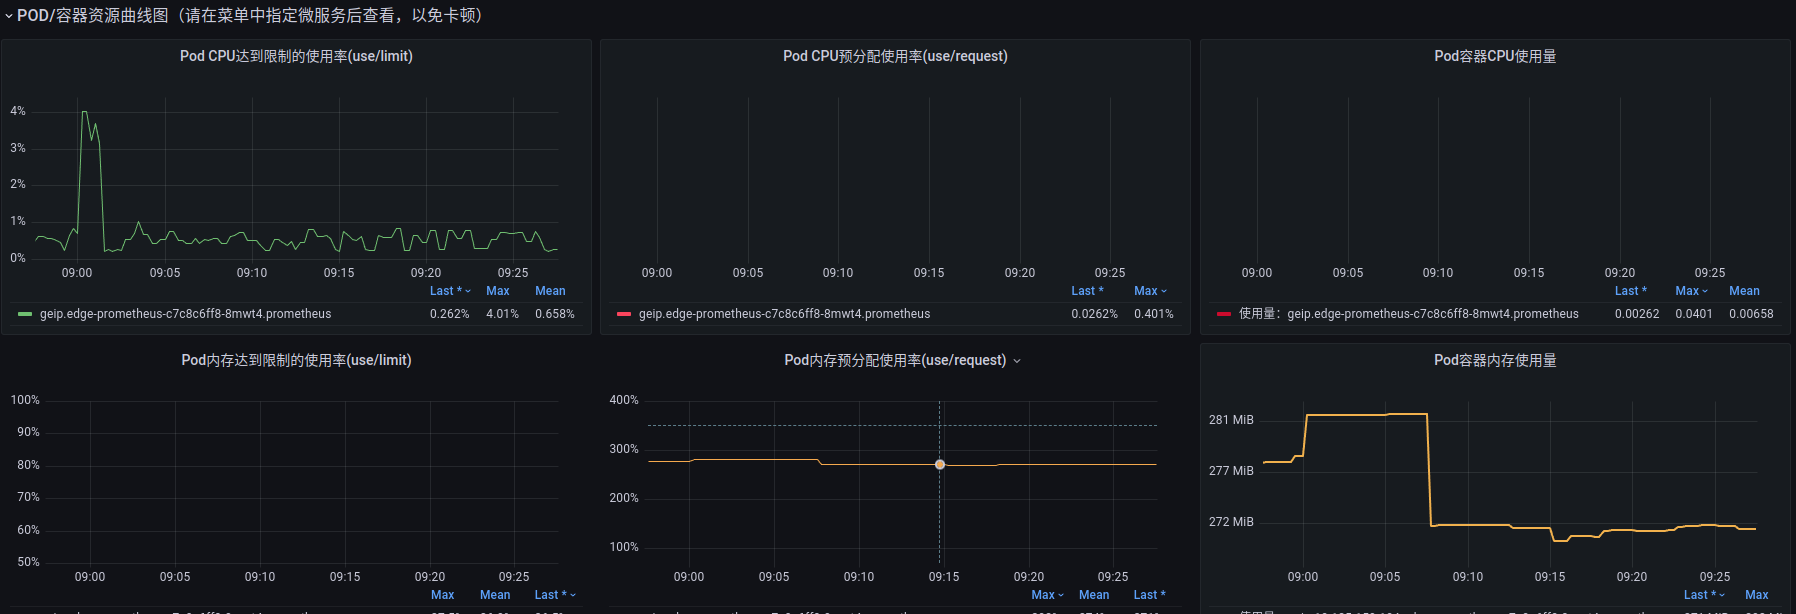 POD/容器资源曲线图（请在菜单中指定微服务后查看，以免卡顿）
Pod CPU达到限制的使用率(use/limit)
4%
3%
2%
1%
0%
09:00 09:05 09:10 09:15 09:20 09:25
Last * Max Mean
geip.edge-prometheus-c7c8c6ff8-8mwt4.prometheus 0.262% 4.01% 0.658%
Pod CPU预分配使用率(use/request)
09:00 09:05 09:10 09:15 09:20 09:25
Last * Max
geip.edge-prometheus-c7c8c6ff8-8mwt4.prometheus 0.0262% 0.401%
Pod容器CPU使用量
09:00 09:05 09:10 09:15 09:20 09:25
Last * Max Mean
使用量：geip.edge-prometheus-c7c8c6ff8-8mwt4.prometheus 0.00262 0.0401 0.00658
Pod内存达到限制的使用率(use/limit)
100%
90%
80%
70%
60%
50%
09:00 09:05 09:10 09:15 09:20 09:25
Max Mean Last *
Pod内存预分配使用率(use/request)
400%
300%
200%
100%
09:00 09:05 09:10 09:15 09:20 09:25
Max Mean Last *
Pod容器内存使用量
281 MiB
277 MiB
272 MiB
09:00 09:05 09:10 09:15 09:20 09:25
Last * Max